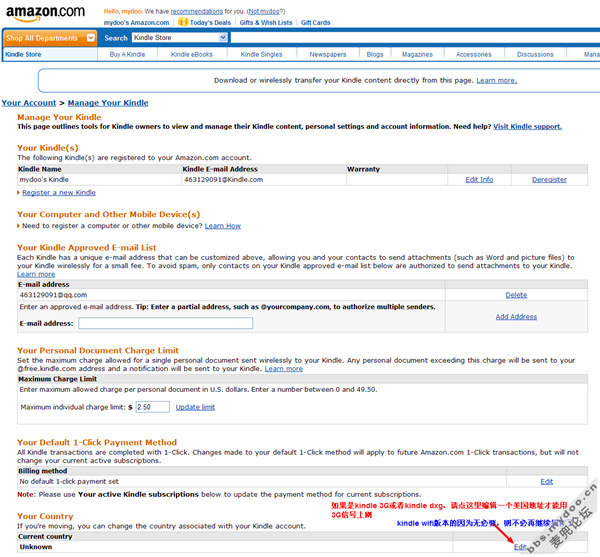 amazon.com
Hello, mydoo. We have recommendations for you. (Not mydoo?)
mydoo's Amazon.com
Today's Deals
Gifts & Wish Lists
Gift Cards
Shop All Departments
Search
Kindle Store
Kindle Store
Buy A Kindle
Kindle eBooks
Kindle Singles
Newspapers
Blogs
Magazines
Accessories
Discussions
Mana
Download or wirelessly transfer your Kindle content directly from this page. Learn more.
Your Account > Manage Your Kindle
Manage Your Kindle
This page outlines tools for Kindle owners to view and manage their Kindle content, personal settings and account information. Need help? Visit Kindle support.
Your Kindle(s)
The following Kindle(s) are registered to your Amazon.com account.
Kindle Name Kindle E-mail Address Warranty
mydoo's Kindle 463129091@Kindle.com Edit Info Deregister
Register a new Kindle
Your Computer and Other Mobile Device(s)
Need to register a computer or other mobile device? Learn How
Your Kindle Approved E-mail List
Each Kindle has a unique e-mail address that can be customized above, allowing you and your contacts to send attachments (such as Word and picture files) to
your Kindle wirelessly for a small fee. To avoid spam, only contacts on your Kindle approved e-mail list below are authorized to send attachments to your Kindle.
Learn more
E-mail address
463129091@qq.com Delete
Enter an approved e-mail address. Tip: Enter a partial address, such as @yourcompany.com, to authorize multiple senders.
E-mail address: Add Address
Your Personal Document Charge Limit
Set the maximum charge allowed for a single personal document sent wirelessly to your Kindle. Any personal document exceeding this charge will be sent to your
@free.kindle.com address and a notification will be sent to your Kindle. Learn more
Maximum Charge Limit
Enter maximum allowed charge per personal document in U.S. dollars. Enter a number between 0 and 49.50.
Maximum individual charge limit: $ 2.50 Update limit
Your Default 1-Click Payment Method
All Kindle transactions are completed with 1-Click. Changes made to your default 1-Click method will apply to future Amazon.com 1-Click transactions, but will not
change your current active subscriptions.
Billing method
No default 1-click payment set Edit
Note: Please use Your active Kindle subscriptions below to update the payment method for current subscriptions.
如果是kindle 3G或者kindle dxg, 请点这里编辑一个美国地址才能用
3G信号上网
Your Country
If you're moving, you can change the country associated with your Kindle account.
kindle wifi版本的因为无必要, 则不必再继续
Current country
Unknown Edit
bbs.mydoo.cn
麦兜论坛